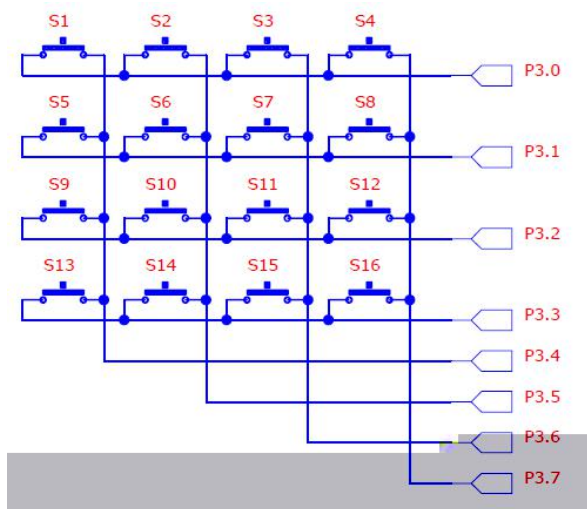 S1 S2 S3 S4
P3.0
S5 S6 S7 S8
P3.1
S9 S10 S11 S12
P3.2
S13 S14 S15 S16
P3.3
P3.4
P3.5
P3.6
P3.7